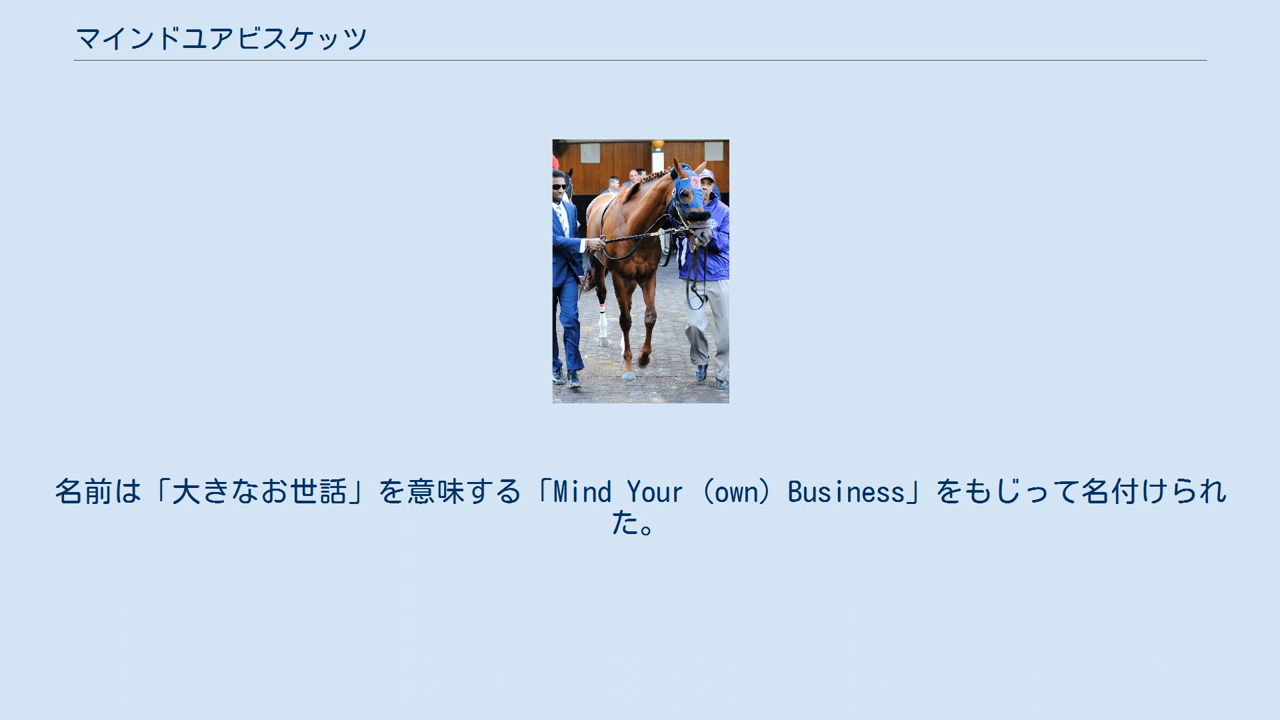 マインドユアビスケッツ
名前は「大きなお世話」を意味する「Mind Your（own）Business」をもじって名付けられ
た。